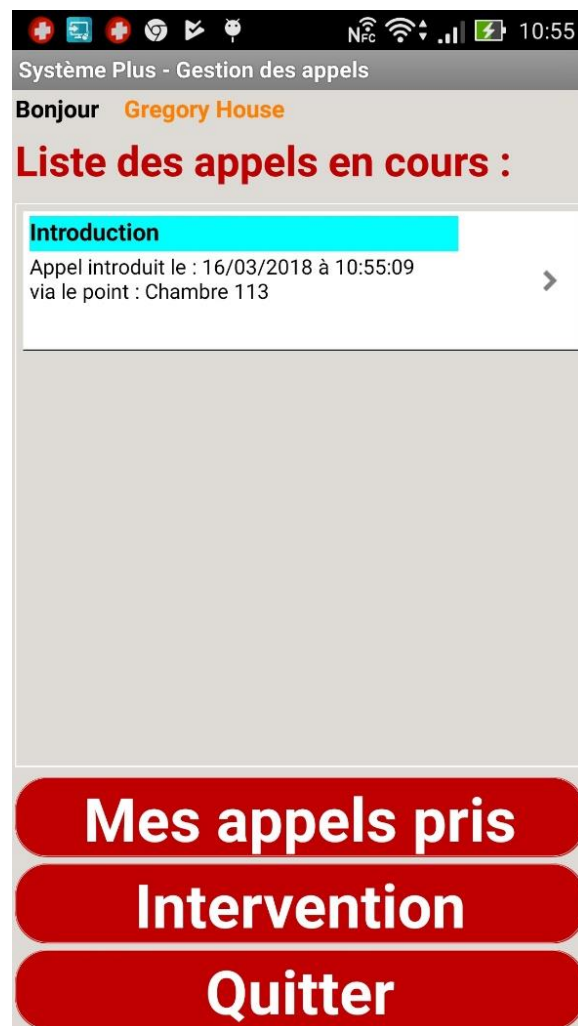 NFC 10:55
Système Plus - Gestion des appels
Bonjour Gregory House
Liste des appels en cours :
Introduction
Appel introduit le : 16/03/2018 à 10:55:09
via le point : Chambre 113
Mes appels pris
Intervention
Quitter